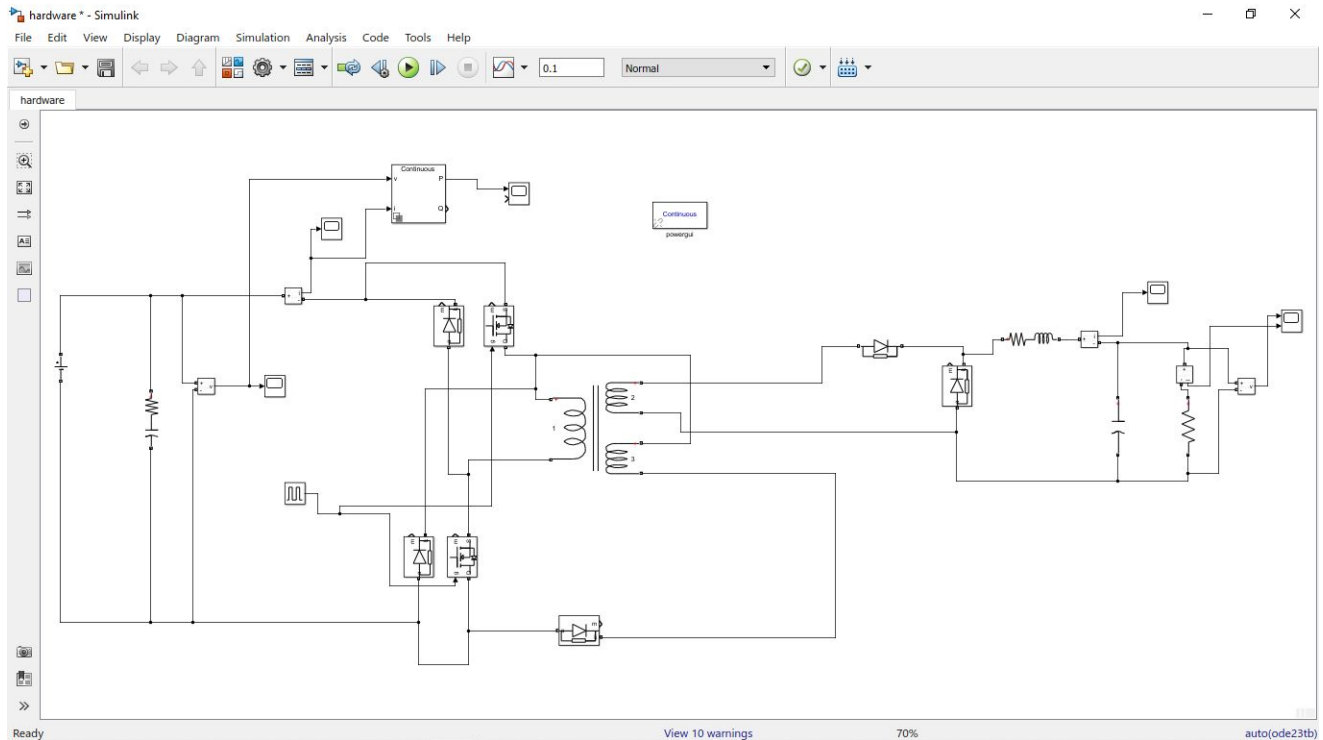 hardware * - Simulink
File Edit View Display Diagram Simulation Analysis Code Tools Help
0.1 Normal
hardware
Continuous
v P
i Q
Continuous
powergui
+ i
-
+ v
-
1
2
3
m
+ i
-
+ v
-
Ready View 10 warnings 70% auto(ode23tb)